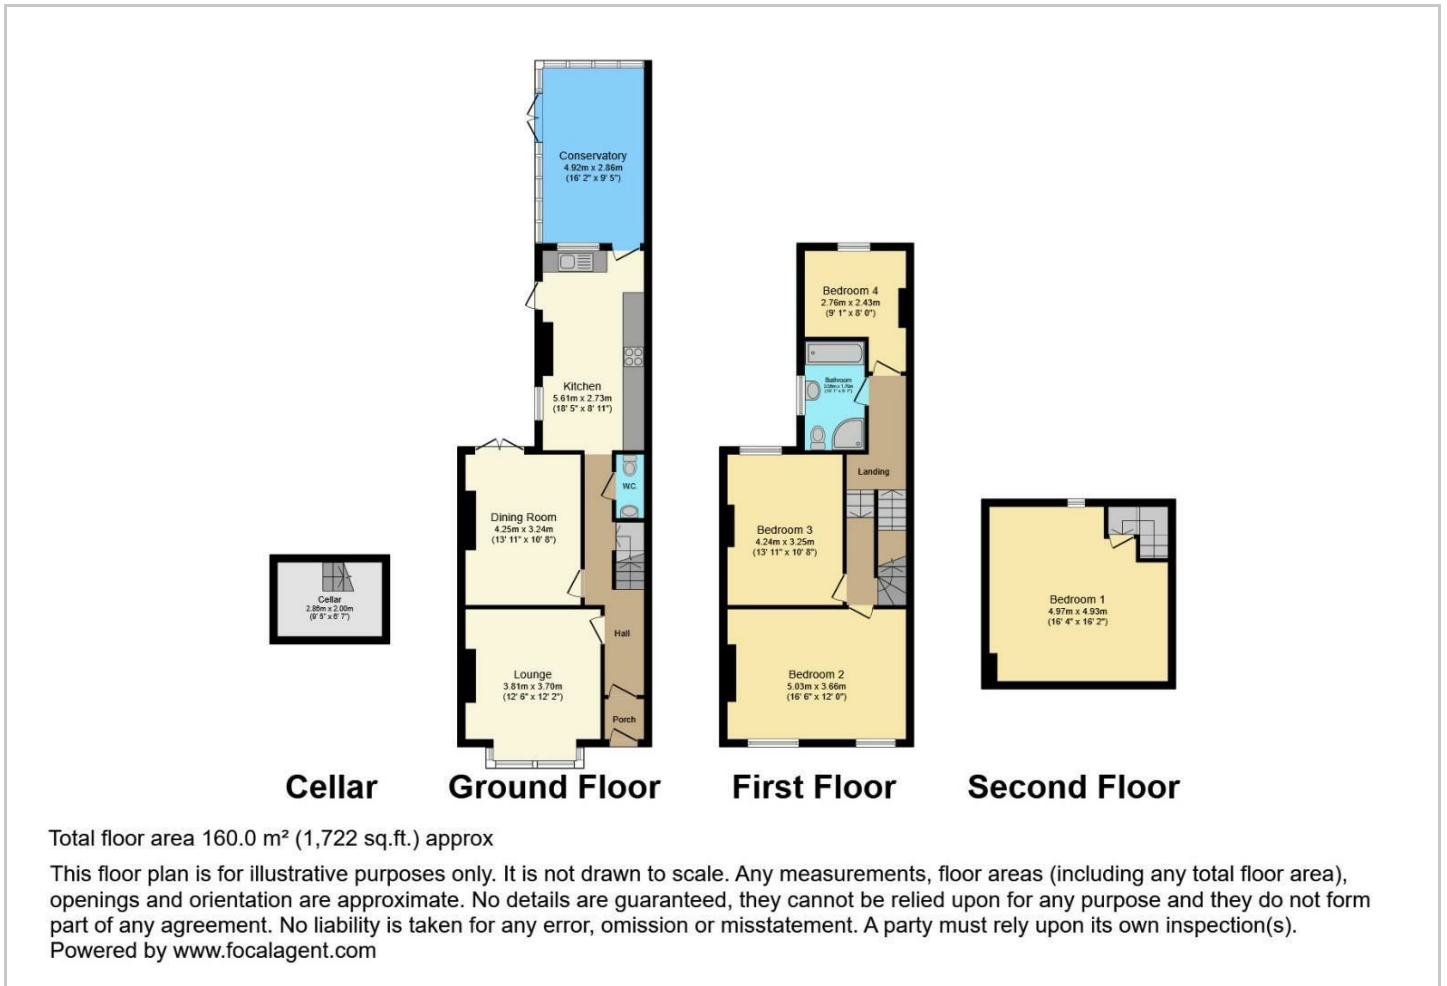 Conservatory
4.92m x 2.86m
(16' 2" x 9' 5")
Kitchen
5.61m x 2.73m
(18' 5" x 8' 11")
W.C.
Dining Room
4.25m x 3.24m
(13' 11" x 10' 8")
Hall
Lounge
3.81m x 3.70m
(12' 6" x 12' 2")
Porch
Cellar
2.86m x 2.00m
(9' 5" x 6' 7")
Bedroom 4
2.76m x 2.43m
(9' 1" x 8' 0")
Bathroom
Landing
Bedroom 3
4.24m x 3.25m
(13' 11" x 10' 8")
Bedroom 2
5.03m x 3.66m
(16' 6" x 12' 0")
Bedroom 1
4.97m x 4.93m
(16' 4" x 16' 2")
Cellar
Ground Floor
First Floor
Second Floor
Total floor area 160.0 m² (1,722 sq.ft.) approx
This floor plan is for illustrative purposes only. It is not drawn to scale. Any measurements, floor areas (including any total floor area),
openings and orientation are approximate. No details are guaranteed, they cannot be relied upon for any purpose and they do not form
part of any agreement. No liability is taken for any error, omission or misstatement. A party must rely upon its own inspection(s).
Powered by www.focalagent.com